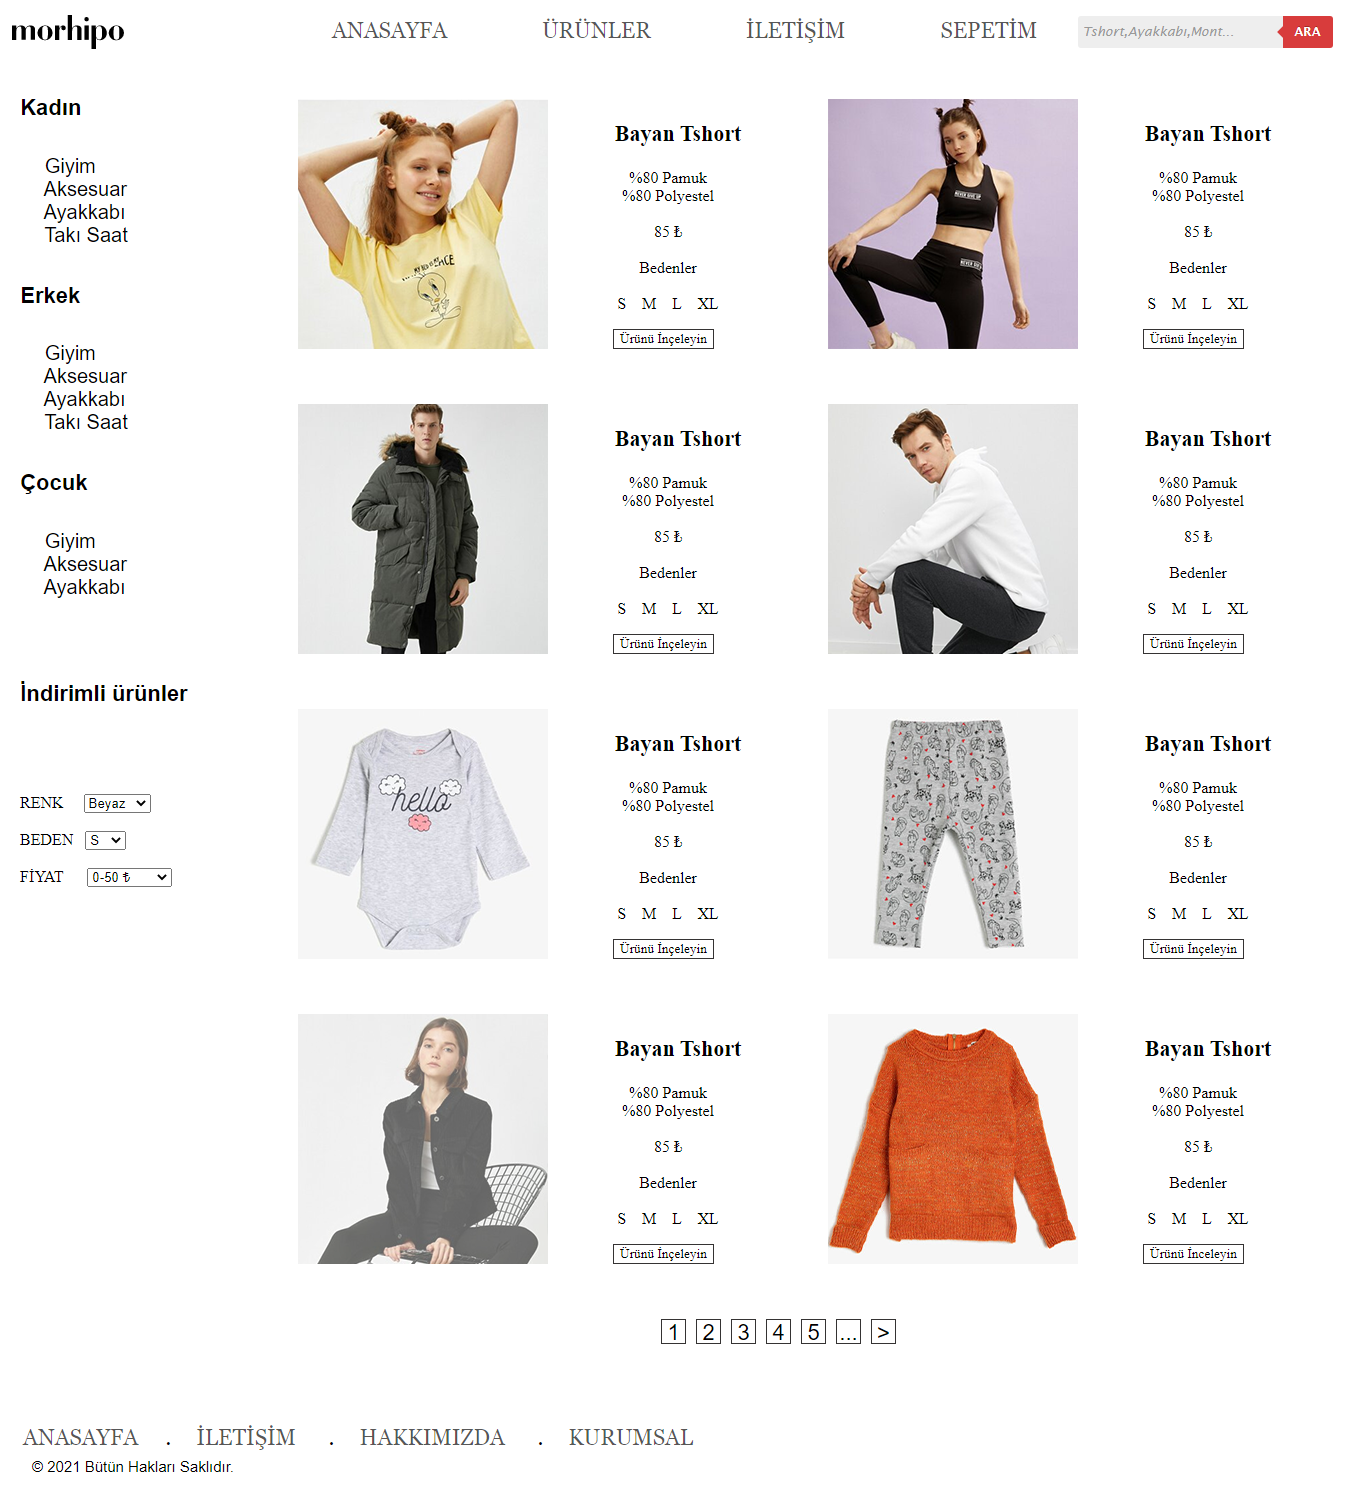 morhipo
ANASAYFA ÜRÜNLER İLETİŞİM SEPETİM
Tshort,Ayakkabı,Mont... ARA
Kadın
Giyim
Aksesuar
Ayakkabı
Takı Saat
Erkek
Giyim
Aksesuar
Ayakkabı
Takı Saat
Çocuk
Giyim
Aksesuar
Ayakkabı
İndirimli ürünler
RENK Beyaz
BEDEN S
FİYAT 0-50 ₺
Bayan Tshort
%80 Pamuk
%80 Polyestel
85 ₺
Bedenler
S M L XL
Ürünü İnçeleyin
NEVER GIVE UP
Bayan Tshort
%80 Pamuk
%80 Polyestel
85 ₺
Bedenler
S M L XL
Ürünü İnçeleyin
Bayan Tshort
%80 Pamuk
%80 Polyestel
85 ₺
Bedenler
S M L XL
Ürünü İnçeleyin
Bayan Tshort
%80 Pamuk
%80 Polyestel
85 ₺
Bedenler
S M L XL
Ürünü İnçeleyin
hello
Bayan Tshort
%80 Pamuk
%80 Polyestel
85 ₺
Bedenler
S M L XL
Ürünü İnçeleyin
Bayan Tshort
%80 Pamuk
%80 Polyestel
85 ₺
Bedenler
S M L XL
Ürünü İnçeleyin
Bayan Tshort
%80 Pamuk
%80 Polyestel
85 ₺
Bedenler
S M L XL
Ürünü İnçeleyin
Bayan Tshort
%80 Pamuk
%80 Polyestel
85 ₺
Bedenler
S M L XL
Ürünü İnceleyin
1 2 3 4 5 ... >
ANASAYFA . İLETİŞİM . HAKKIMIZDA . KURUMSAL
© 2021 Bütün Hakları Saklıdır.